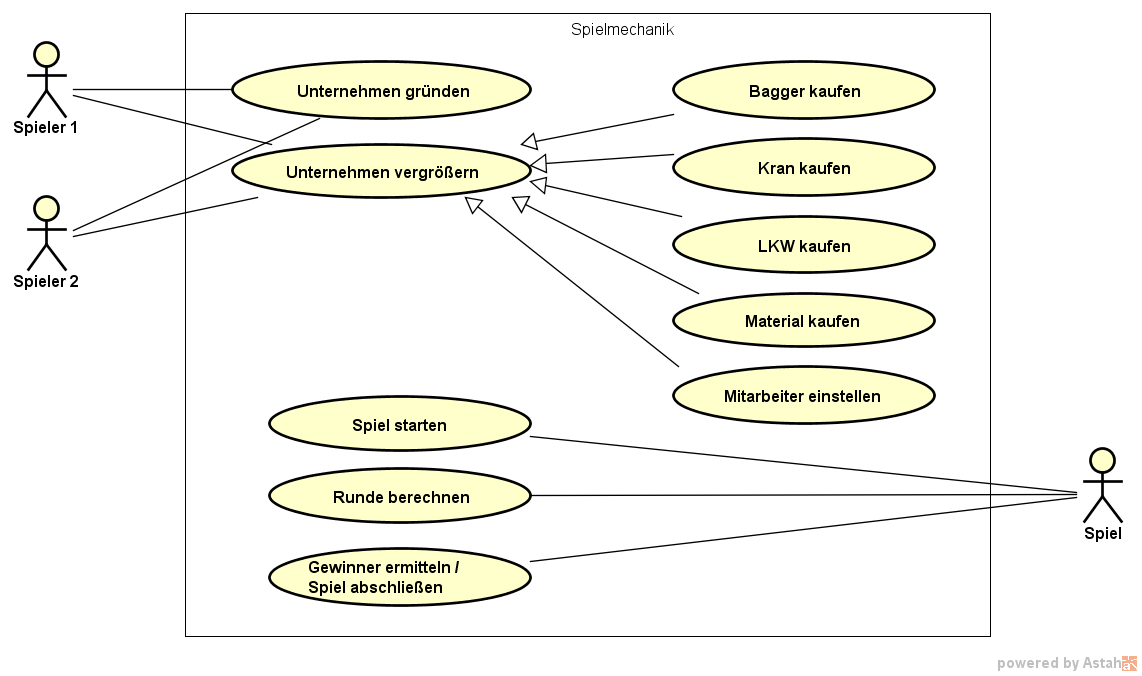 Spielmechanik
Spieler 1
Unternehmen gründen
Bagger kaufen
Unternehmen vergrößern
Kran kaufen
Spieler 2
LKW kaufen
Material kaufen
Mitarbeiter einstellen
Spiel starten
Runde berechnen
Spiel
Gewinner ermitteln /
Spiel abschließen
powered by Astah